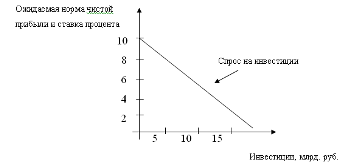 Ожидаемая норма чистой
прибыли и ставка процента
10
8
6
4
2
Спрос на инвестиции
5 10 15
Инвестиции, млрд. руб.